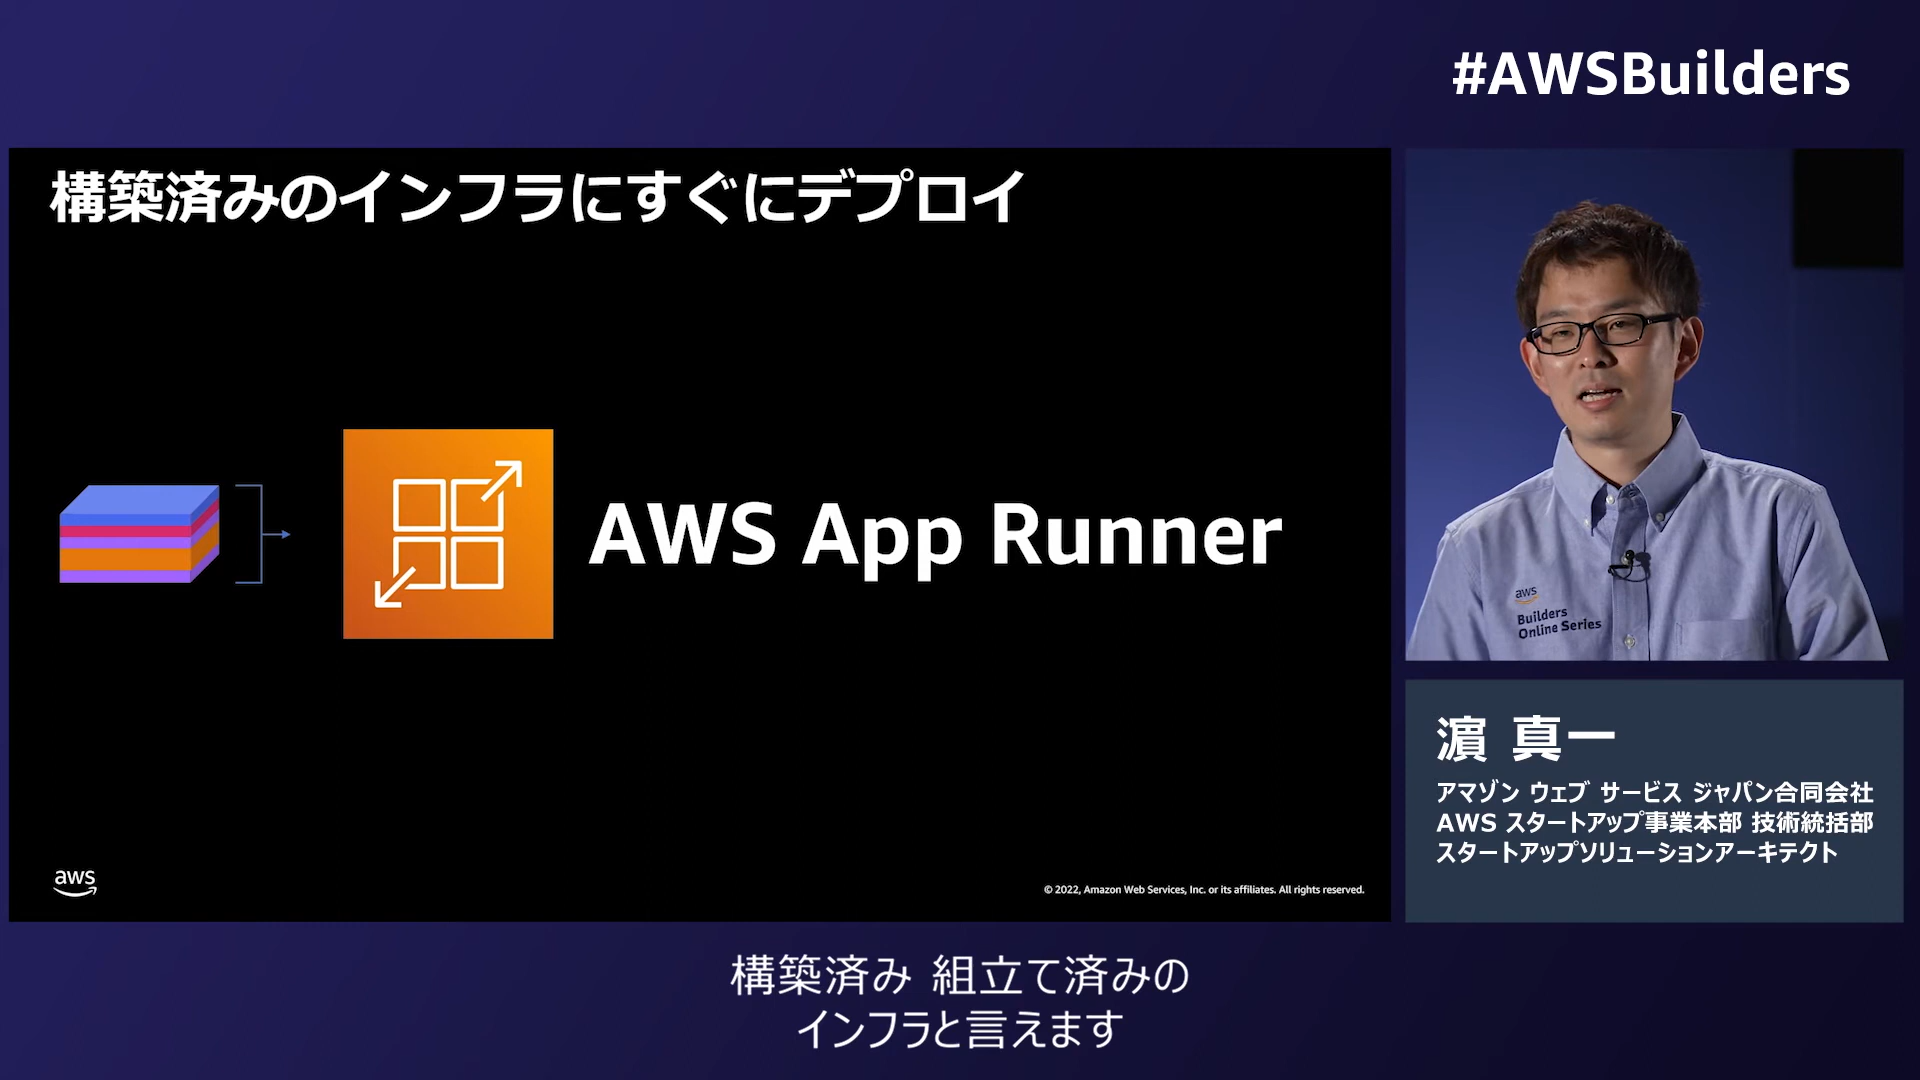 #AWSBuilders
構築済みのインフラにすぐにデプロイ
AWS App Runner
aws
© 2022, Amazon Web Services, Inc. or its affiliates. All rights reserved.
aws
Builders
Online Series
濵 真一
アマゾン ウェブ サービス ジャパン合同会社
AWS スタートアップ事業本部 技術統括部
スタートアップソリューションアーキテクト
構築済み 組立て済みの
インフラと言えます